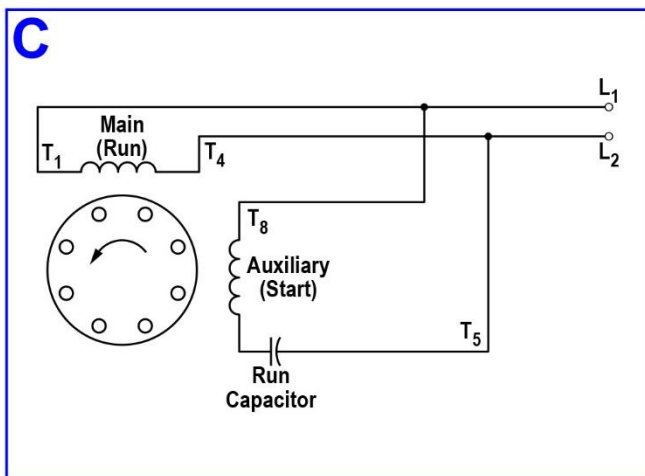 C
L1
L2
Main
(Run)
T1
T4
T8
Auxiliary
(Start)
T5
Run
Capacitor